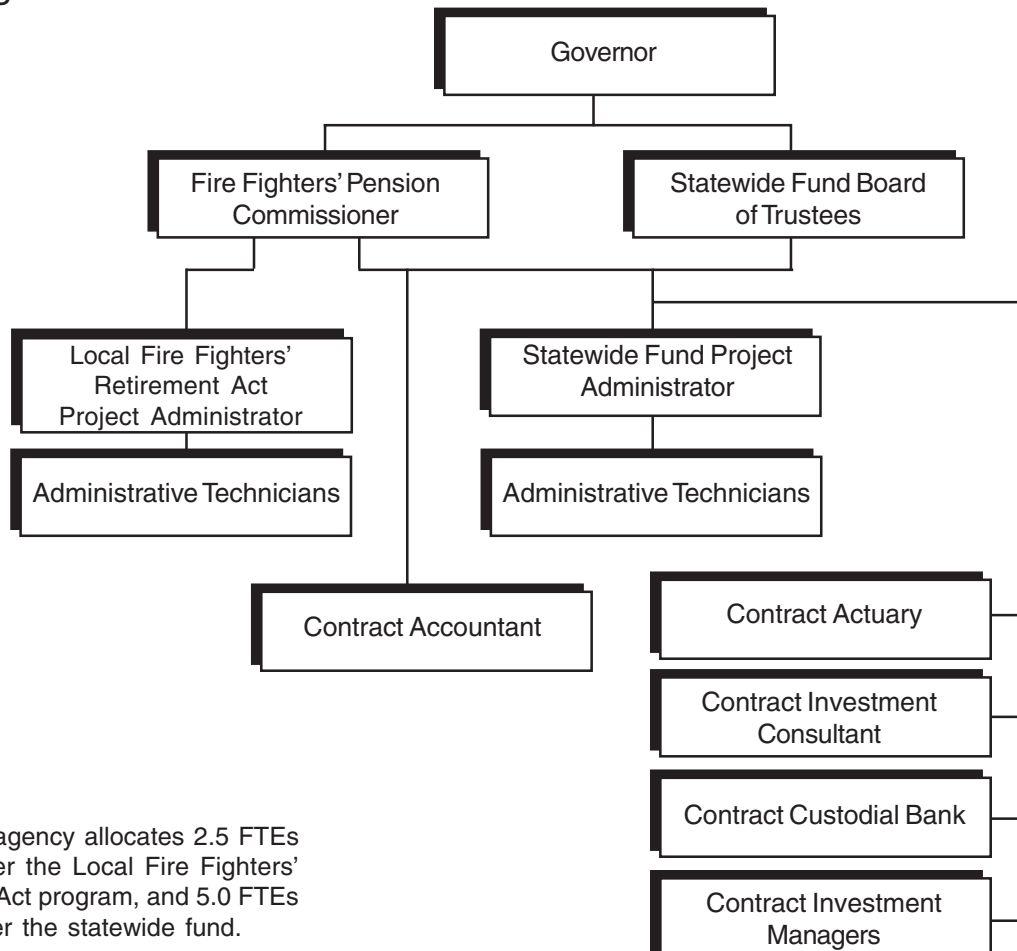 Governor
Fire Fighters' Pension
Commissioner
Statewide Fund Board
of Trustees
Local Fire Fighters'
Retirement Act
Project Administrator
Statewide Fund Project
Administrator
Administrative Technicians
Administrative Technicians
Contract Accountant
Contract Actuary
Contract Investment
Consultant
Contract Custodial Bank
Contract Investment
Managers
agency allocates 2.5 FTEs
er the Local Fire Fighters'
Act program, and 5.0 FTEs
er the statewide fund.